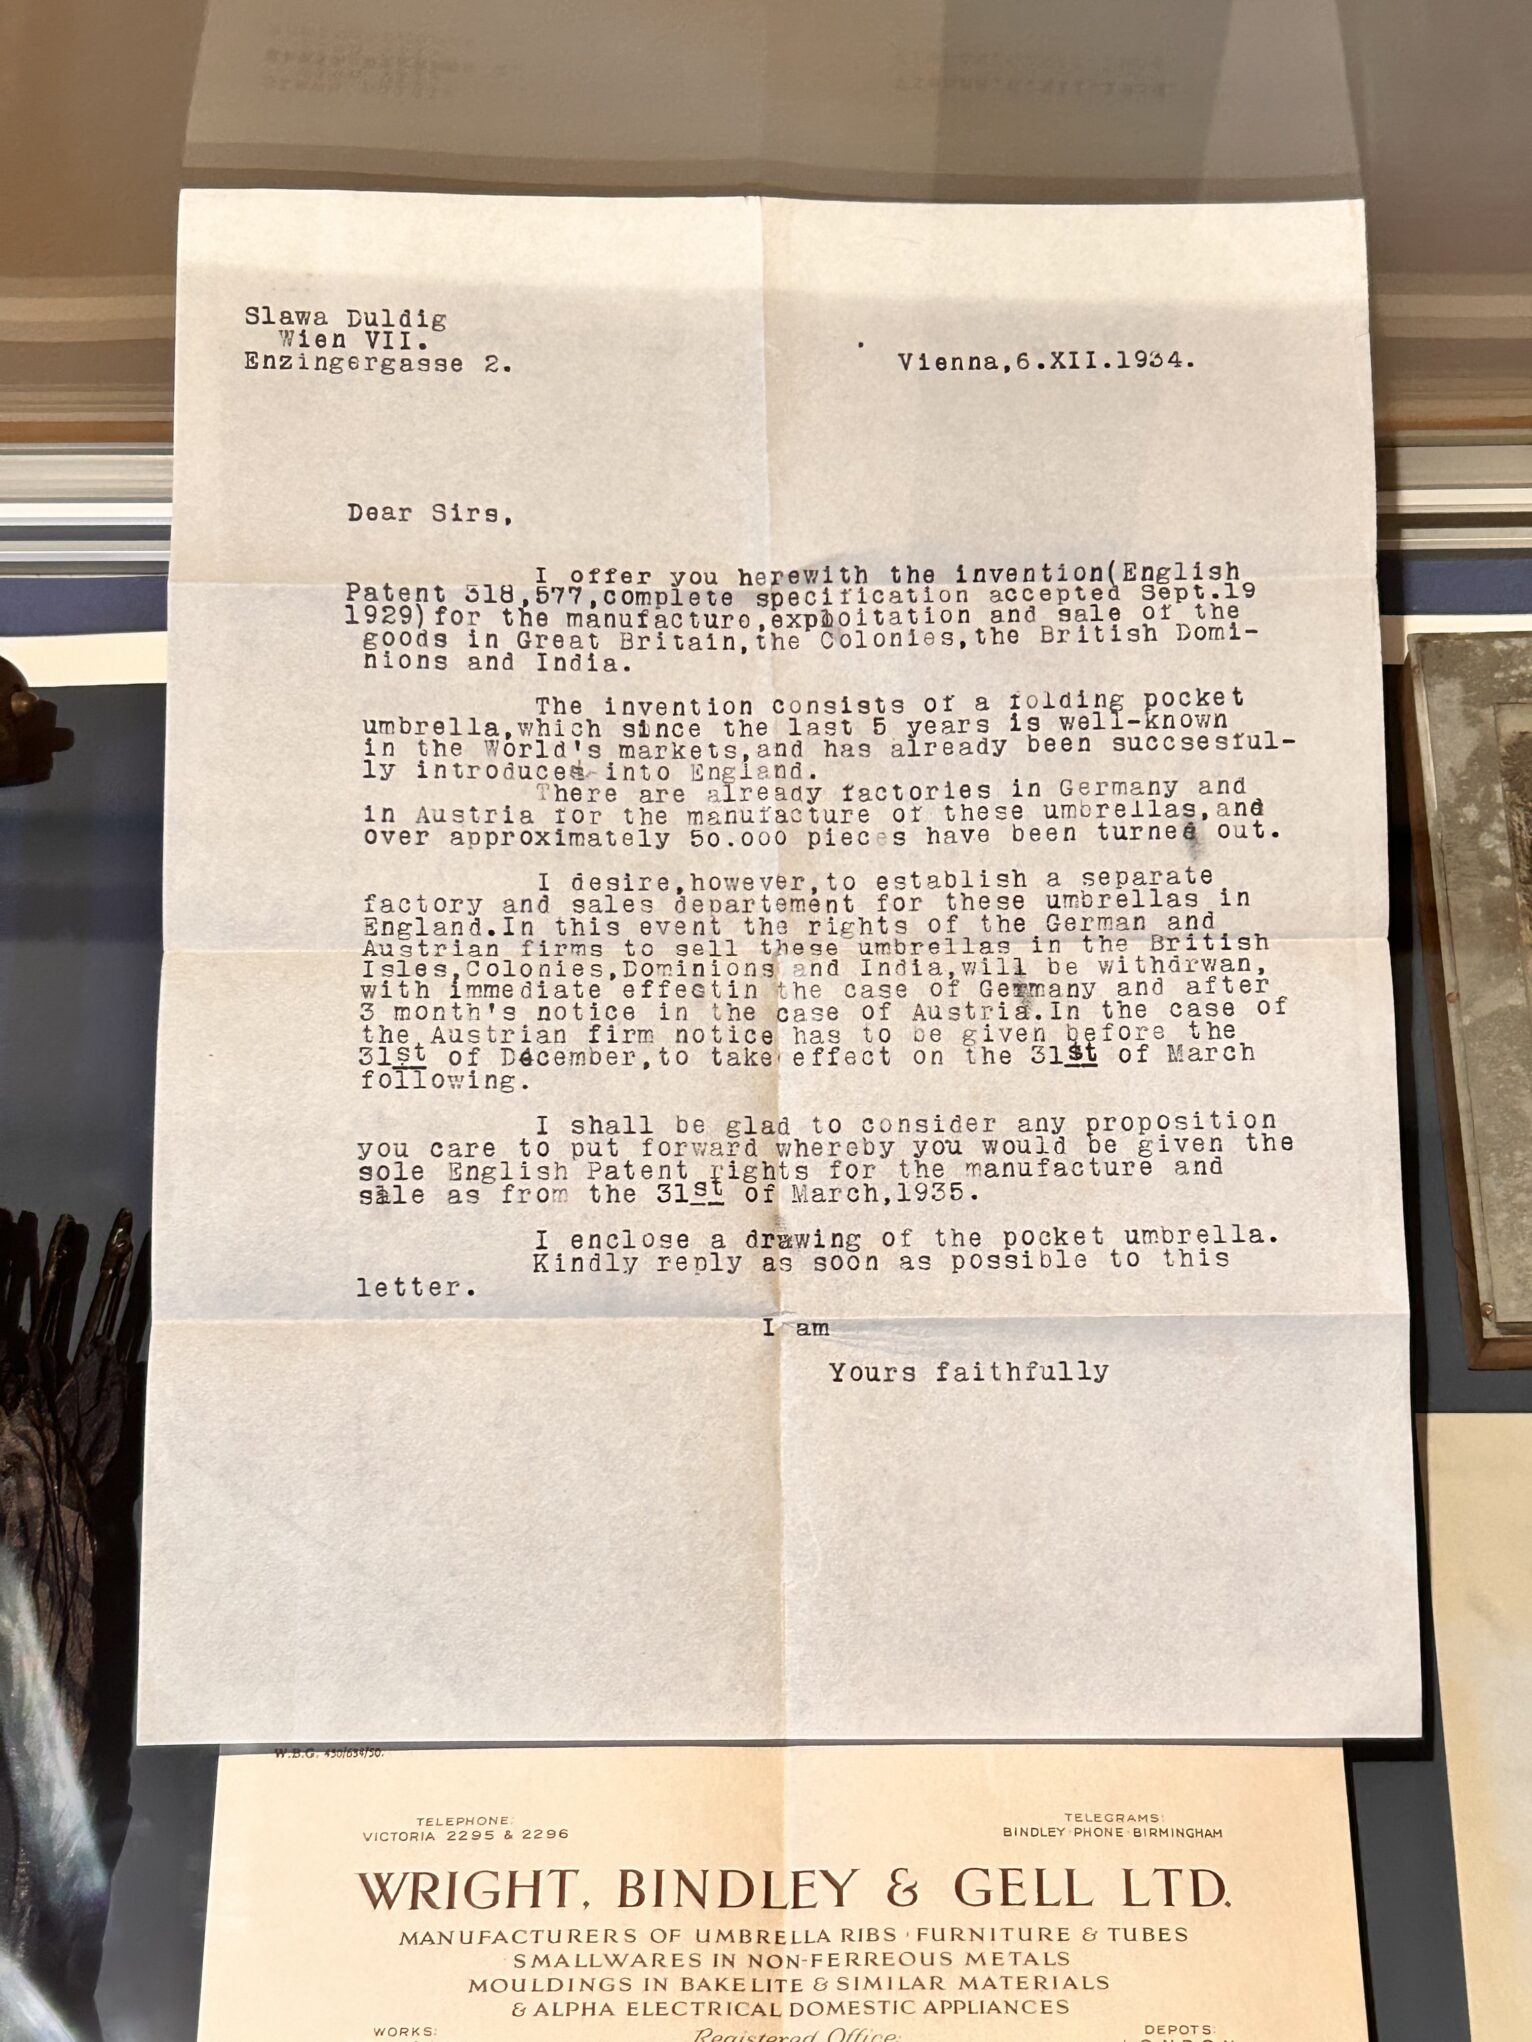 Slawa Duldig
Wien VII.
Enzingergasse 2.
Vienna,6.XII.1934.
Dear Sirs,
I offer you herewith the invention(English
Patent 318,577,complete specification accepted Sept.19
1929)for the manufacture,exploitation and sale of the
goods in Great Britain,the Colonies,the British Domi-
nions and India.
The invention consists of a folding pocket
umbrella,which since the last 5 years is well-known
in the World's markets,and has already been succsesful-
ly introduced into England.
There are already factories in Germany and
in Austria for the manufacture of these umbrellas,and
over approximately 50.000 pieces have been turned out.
I desire,however,to establish a separate
factory and sales departement for these umbrellas in
England.In this event the rights of the German and
Austrian firms to sell these umbrellas in the British
Isles,Colonies,Dominions and India,will be withdrwan,
with immediate effectin the case of Germany and after
3 month's notice in the case of Austria.In the case of
the Austrian firm notice has to be given before the
31st of December,to take effect on the 31st of March
following.
I shall be glad to consider any proposition
you care to put forward whereby you would be given the
sole English Patent rights for the manufacture and
sale as from the 31st of March,1935.
I enclose a drawing of the pocket umbrella.
Kindly reply as soon as possible to this
letter.
I am
Yours faithfully
W.B.G. 430/634/50.
TELEPHONE:
VICTORIA 2295 & 2296
TELEGRAMS:
BINDLEY·PHONE·BIRMINGHAM
WRIGHT, BINDLEY & GELL LTD.
MANUFACTURERS OF UMBRELLA RIBS · FURNITURE & TUBES
SMALLWARES IN NON-FERREOUS METALS
MOULDINGS IN BAKELITE & SIMILAR MATERIALS
& ALPHA ELECTRICAL DOMESTIC APPLIANCES
WORKS:
Registered Office:
DEPOTS: